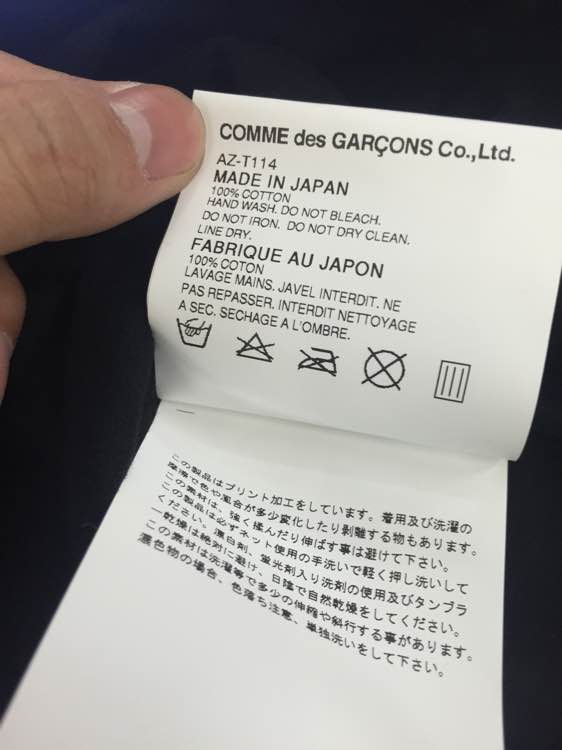 COMME des GARÇONS Co.,Ltd.
AZ-T114
MADE IN JAPAN
100% COTTON
HAND WASH. DO NOT BLEACH.
DO NOT IRON. DO NOT DRY CLEAN.
LINE DRY.
FABRIQUE AU JAPON
100% COTON
LAVAGE MAINS. JAVEL INTERDIT. NE
PAS REPASSER. INTERDIT NETTOYAGE
A SEC. SECHAGE A L'OMBRE.
この製品はプリント加工をしています。着用及び洗濯の
摩擦で色や風合が多少変化したり剥離する物もあります。
この素材は、強く揉んだり伸ばす事は避けて下さい。
この製品は必ずネット使用の手洗いで軽く押し洗いして
ください。漂白剤、蛍光剤入り洗剤の使用及びタンブラ
ー乾燥は絶対に避け、日陰で自然乾燥をしてください。
この素材は洗濯等で多少の伸縮や斜行する事があります。
濃色物の場合、色落ち注意、単独洗いをして下さい。